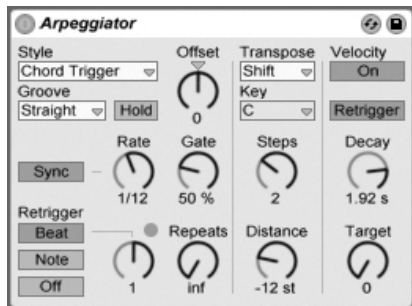 Arpeggiator
Style Offset Transpose Velocity
Chord Trigger Shift On
Groove Key
Straight Hold 0 C Retrigger
Rate Gate Steps Decay
Sync
1/12 50 % 2 1.92 s
Retrigger
Beat Repeats Distance Target
Note
Off 1 inf -12 st 0